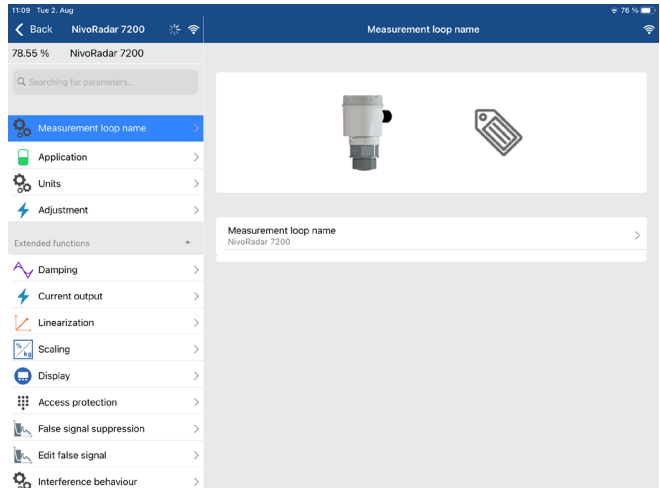 11:09 Tue 2. Aug
76 %
Back NivoRadar 7200
Measurement loop name
78.55 % NivoRadar 7200
Searching for parameters...
Measurement loop name
Application
Units
Adjustment
Extended functions
Damping
Current output
Linearization
% kg Scaling
Display
Access protection
False signal suppression
Edit false signal
Interference behaviour
Measurement loop name
NivoRadar 7200